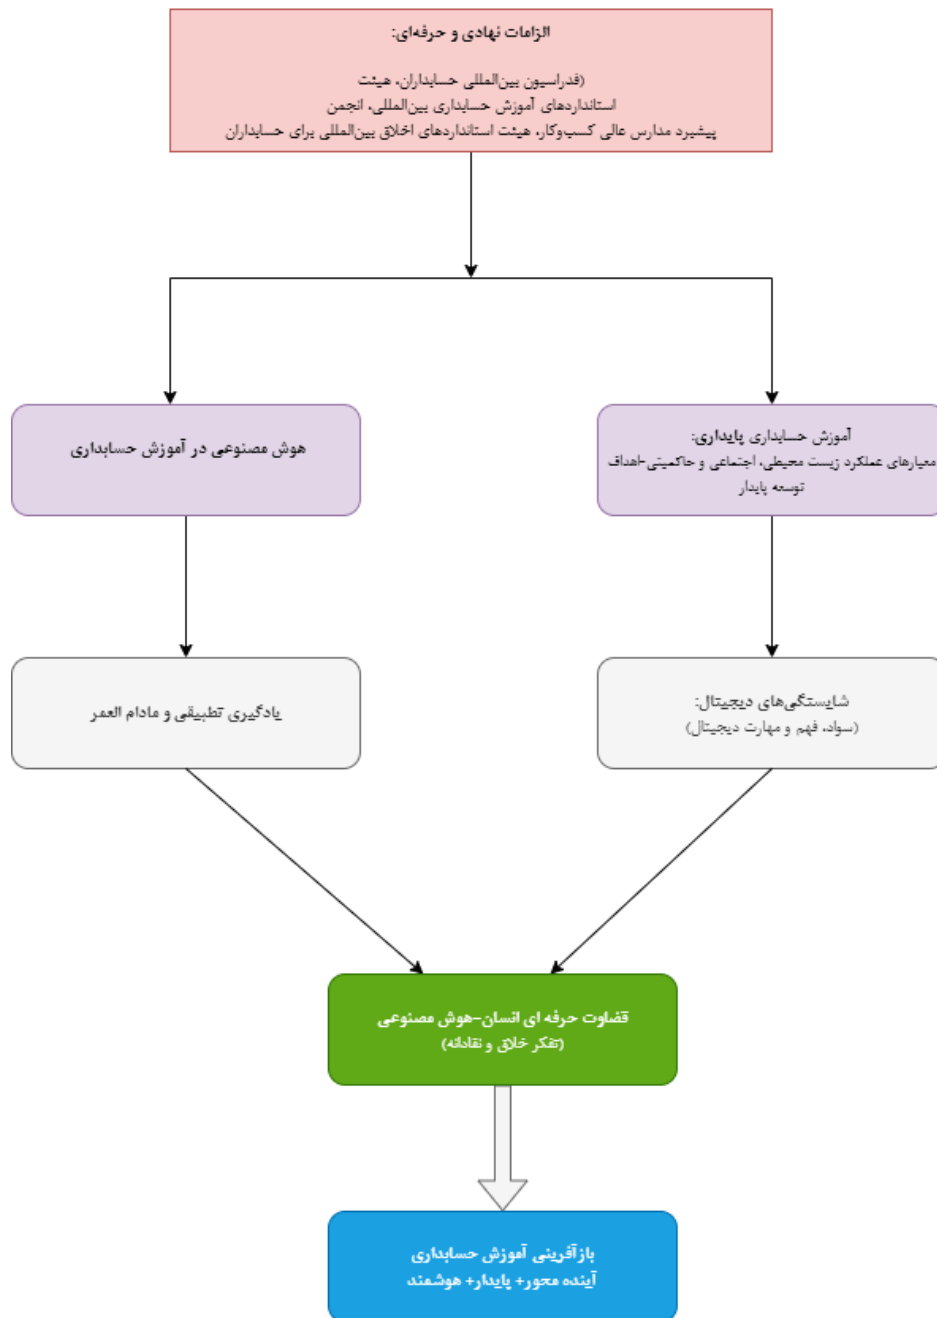 الزامات نهادی و حرفه‌ای:
(فدراسیون بین‌المللی حسابداران، هیئت
استانداردهای آموزش حسابداری بین‌المللی، انجمن
پیشبرد مدارس عالی کسب‌وکار، هیئت استانداردهای اخلاق بین‌المللی برای حسابداران
آموزش حسابداری پایداری:
معیارهای عملکرد زیست محیطی، اجتماعی و حاکمیتی-اهداف
توسعه پایدار
هوش مصنوعی در آموزش حسابداری
شایستگی‌های دیجیتال:
(سواد، فهم و مهارت دیجیتال)
یادگیری تطبیقی و مادام العمر
قضاوت حرفه ای انسان-هوش مصنوعی
(تفکر خلاق و نقادانه)
بازآفرینی آموزش حسابداری
آینده محور+ پایدار+ هوشمند